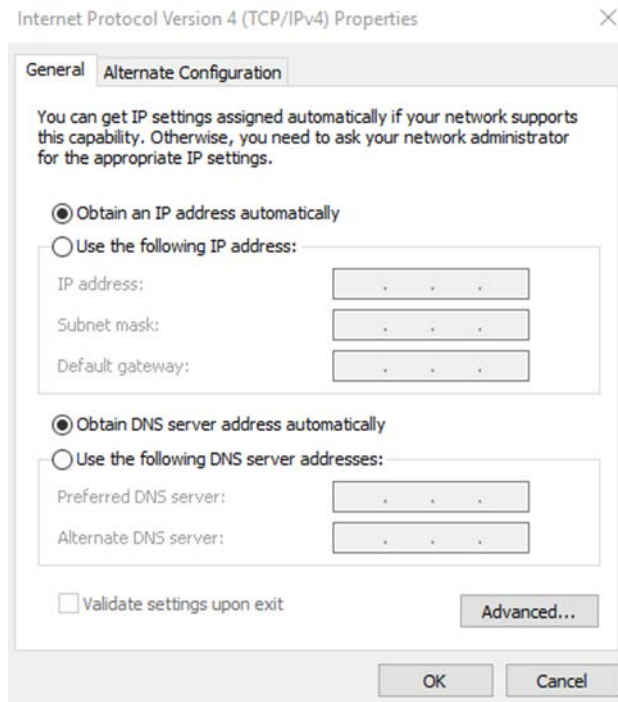 Internet Protocol Version 4 (TCP/IPv4) Properties
General
Alternate Configuration
You can get IP settings assigned automatically if your network supports
this capability. Otherwise, you need to ask your network administrator
for the appropriate IP settings.
Obtain an IP address automatically
Use the following IP address:
IP address:
Subnet mask:
Default gateway:
Obtain DNS server address automatically
Use the following DNS server addresses:
Preferred DNS server:
Alternate DNS server:
Validate settings upon exit
Advanced...
OK
Cancel